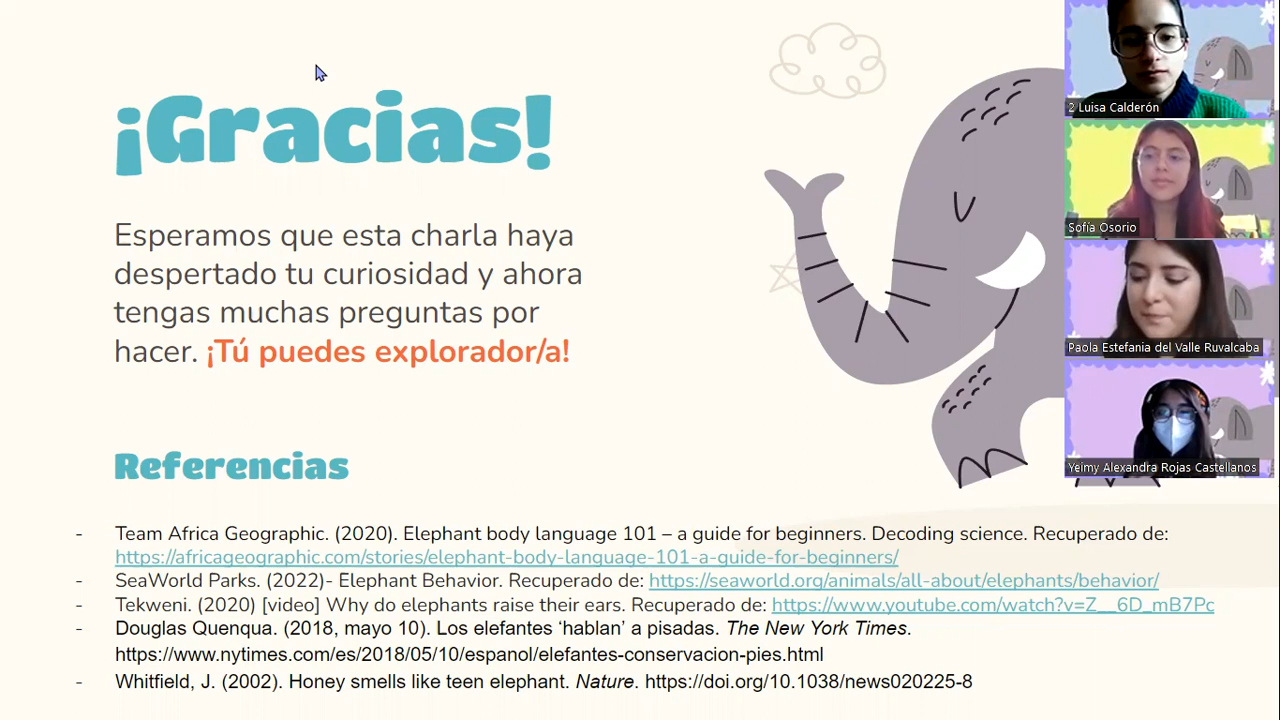 ¡Gracias!
Esperamos que esta charla haya
despertado tu curiosidad y ahora
tengas muchas preguntas por
hacer. ¡Tú puedes explorador/a!
Referencias
- Team Africa Geographic. (2020). Elephant body language 101 – a guide for beginners. Decoding science. Recuperado de:
https://africageographic.com/stories/elephant-body-language-101-a-guide-for-beginners/
- SeaWorld Parks. (2022)- Elephant Behavior. Recuperado de: https://seaworld.org/animals/all-about/elephants/behavior/
- Tekweni. (2020) [video] Why do elephants raise their ears. Recuperado de: https://www.youtube.com/watch?v=Z__6D_mB7Pc
- Douglas Quenqua. (2018, mayo 10). Los elefantes ‘hablan’ a pisadas. The New York Times.
https://www.nytimes.com/es/2018/05/10/espanol/elefantes-conservacion-pies.html
- Whitfield, J. (2002). Honey smells like teen elephant. Nature. https://doi.org/10.1038/news020225-8
2 Luisa Calderón
Sofía Osorio
Paola Estefania del Valle Ruvalcaba
Yeimy Alexandra Rojas Castellanos